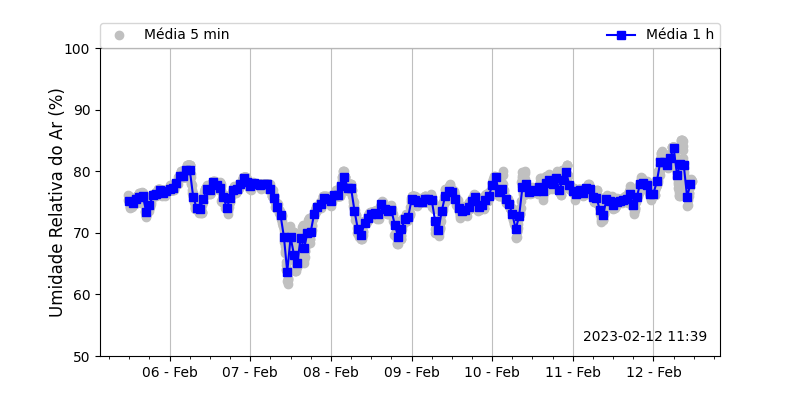 Média 5 min Média 1 h
100
90
80
70
60
50
Umidade Relativa do Ar (%)
2023-02-12 11:39
06 - Feb 07 - Feb 08 - Feb 09 - Feb 10 - Feb 11 - Feb 12 - Feb